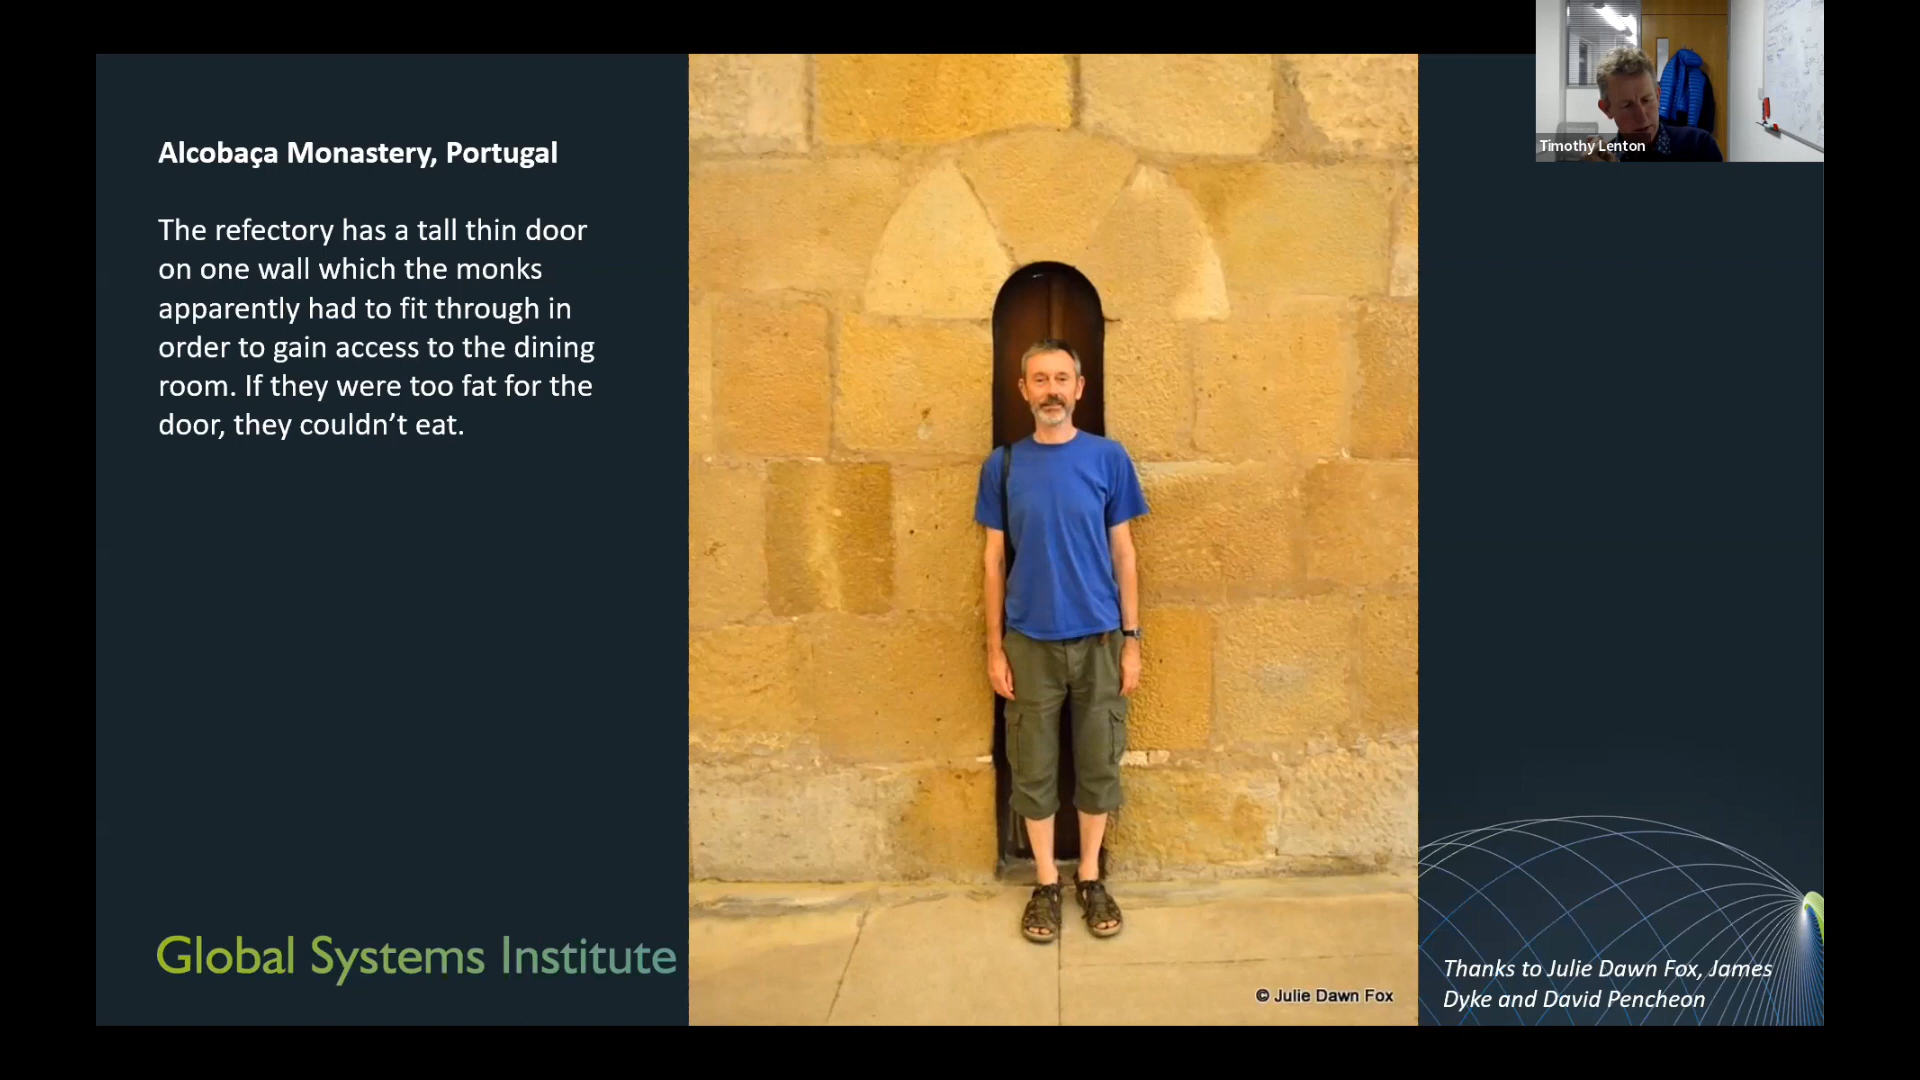 Alcobaça Monastery, Portugal
The refectory has a tall thin door
on one wall which the monks
apparently had to fit through in
order to gain access to the dining
room. If they were too fat for the
door, they couldn’t eat.
Global Systems Institute
© Julie Dawn Fox
Thanks to Julie Dawn Fox, James
Dyke and David Pencheon
Timothy Lenton